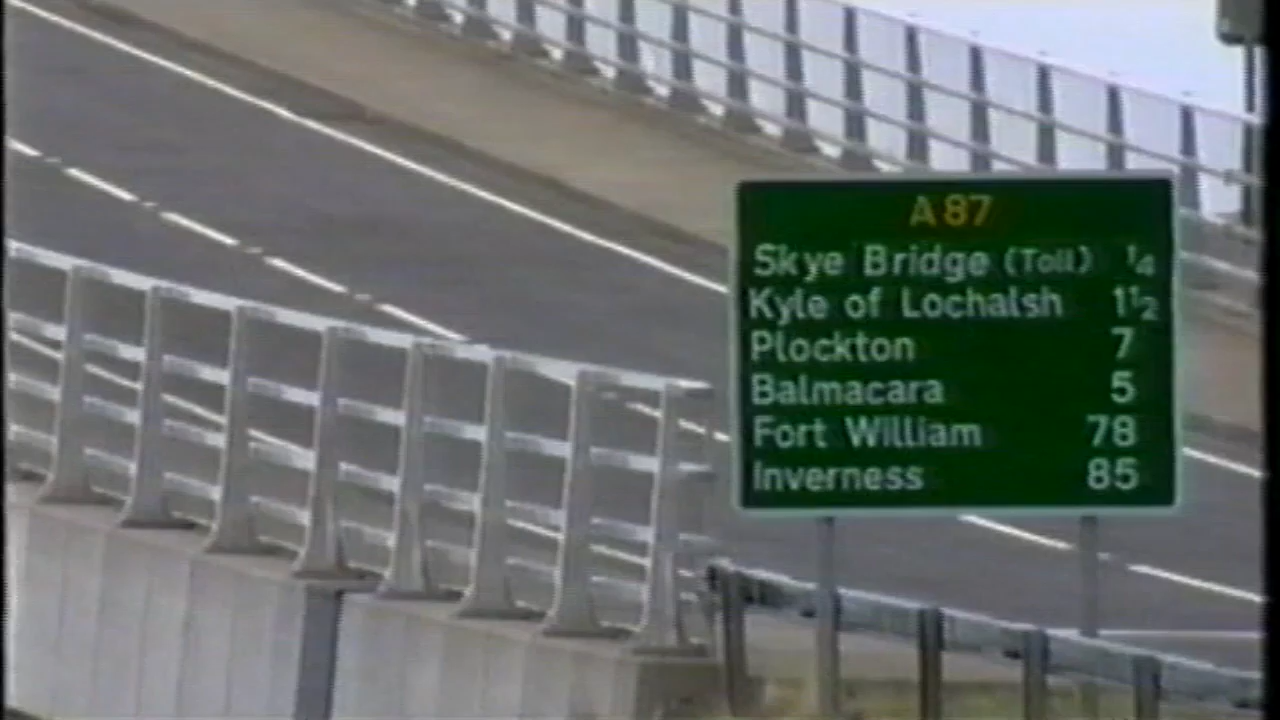 A87
Skye Bridge (Toll) ¼
Kyle of Lochalsh 1½
Plockton 7
Balmacara 5
Fort William 78
Inverness 85